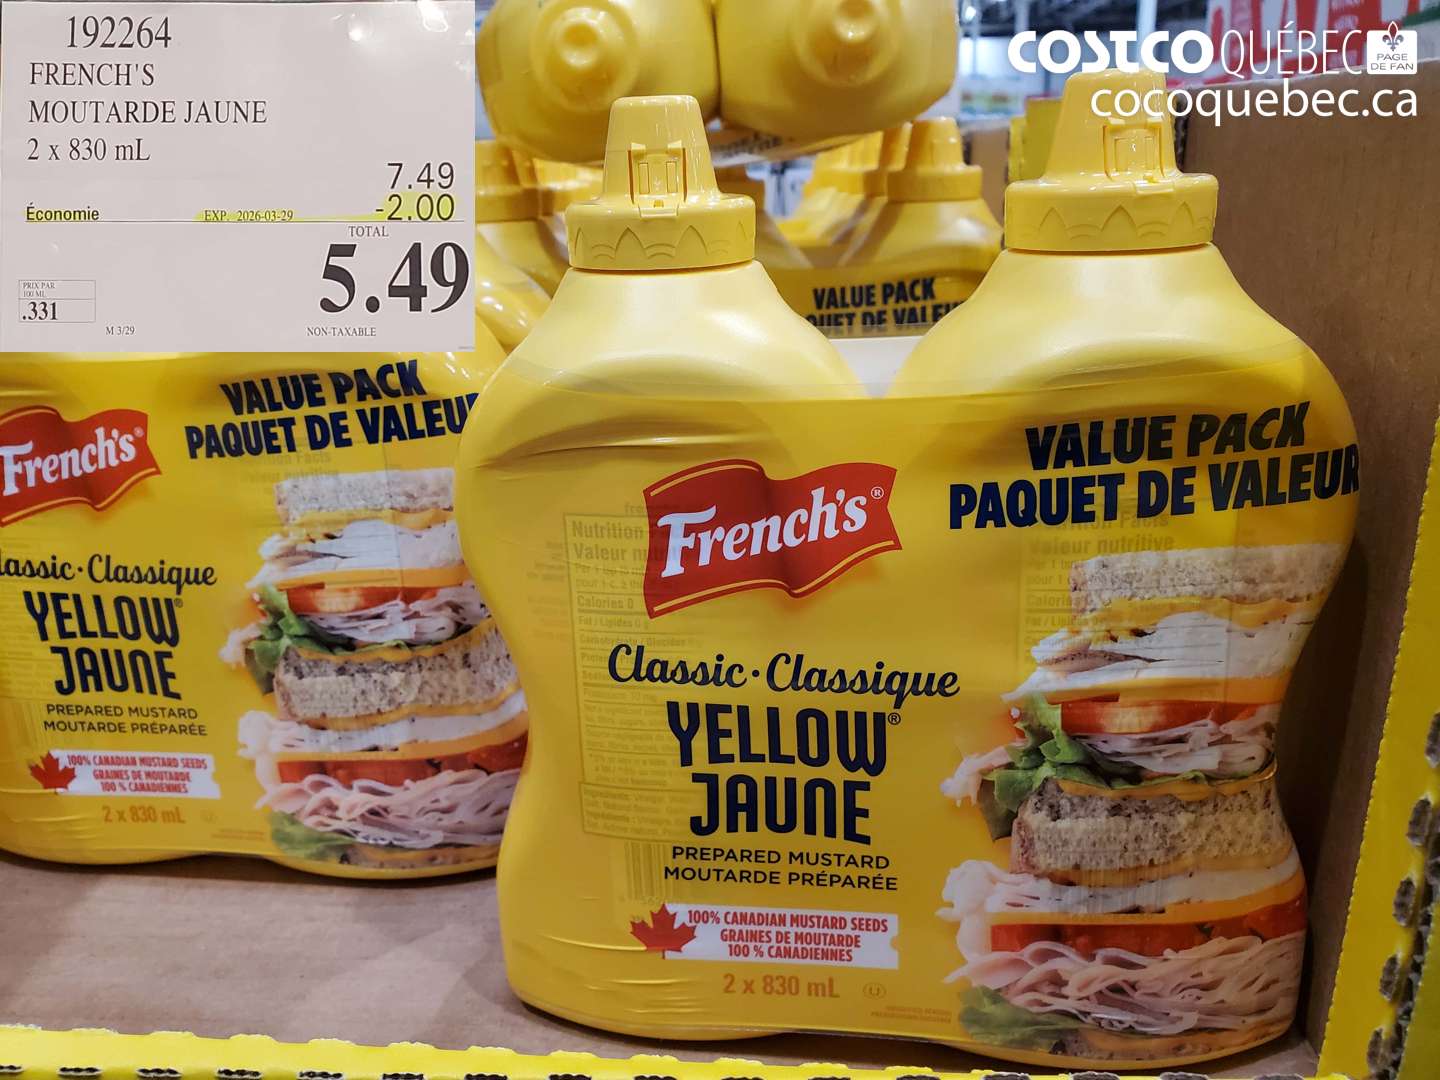 192264
FRENCH'S
MOUTARDE JAUNE
2 x 830 mL
7.49
Économie EXP. 2026-03-29 -2.00
TOTAL
5.49
PRIX PAR
100 ML
.331
M 3/29
NON-TAXABLE
COSTCO QUÉBEC
PAGE
DE FAN
cocoquebec.ca
VALUE PACK
VALUE PACK
PAQUET DE VALEUR
French's®
Classic · Classique
YELLOW®
JAUNE
PREPARED MUSTARD
MOUTARDE PRÉPARÉE
100% CANADIAN MUSTARD SEEDS
GRAINES DE MOUTARDE
100 % CANADIENNES
2 x 830 mL
VALUE PACK
PAQUET DE VALEUR
French's®
Classic · Classique
YELLOW®
JAUNE
PREPARED MUSTARD
MOUTARDE PRÉPARÉE
100% CANADIAN MUSTARD SEEDS
GRAINES DE MOUTARDE
100 % CANADIENNES
2 x 830 mL
Nutrition
Calories 0